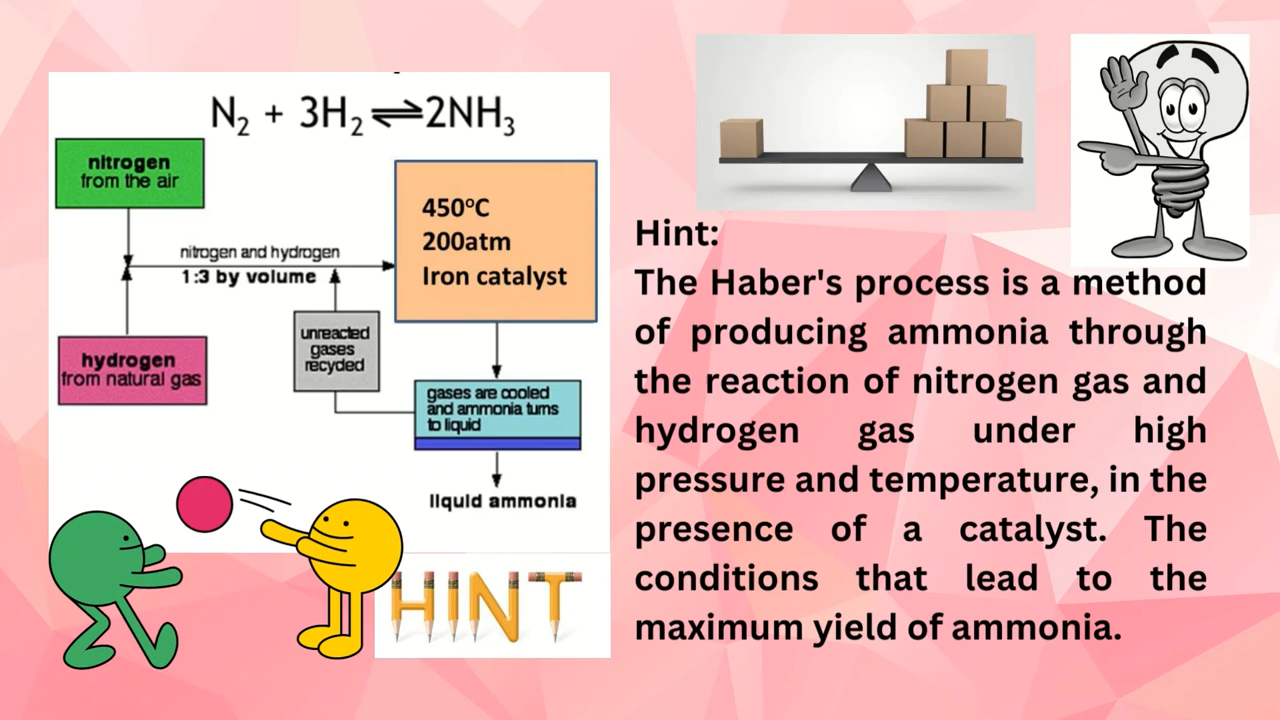 N₂ + 3H₂ ⇌ 2NH₃
nitrogen
from the air
nitrogen and hydrogen
1:3 by volume
450ºC
200atm
Iron catalyst
hydrogen
from natural gas
unreacted
gases
recyded
gases are cooled
and ammonia turns
to liquid
liquid ammonia
HINT
Hint:
The Haber's process is a method
of producing ammonia through
the reaction of nitrogen gas and
hydrogen gas under high
pressure and temperature, in the
presence of a catalyst. The
conditions that lead to the
maximum yield of ammonia.